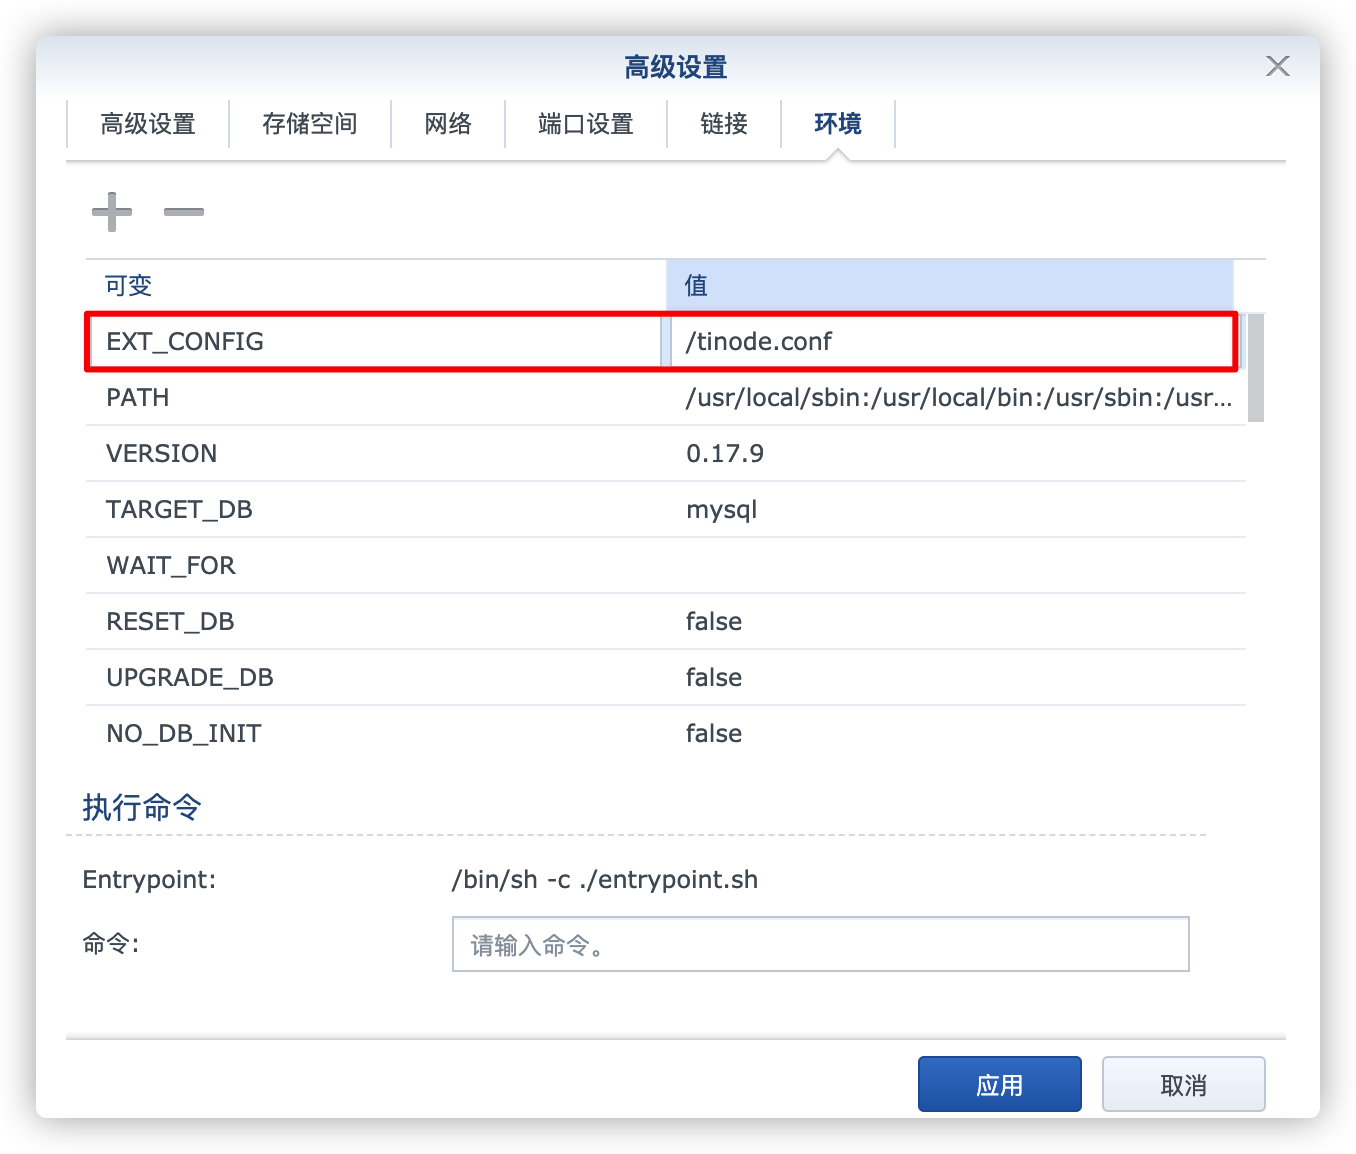 高级设置
高级设置 存储空间 网络 端口设置 链接 环境
可变 值
EXT_CONFIG /tinode.conf
PATH /usr/local/sbin:/usr/local/bin:/usr/sbin:/usr...
VERSION 0.17.9
TARGET_DB mysql
WAIT_FOR
RESET_DB false
UPGRADE_DB false
NO_DB_INIT false
执行命令
Entrypoint: /bin/sh -c ./entrypoint.sh
命令: 请输入命令。
应用 取消